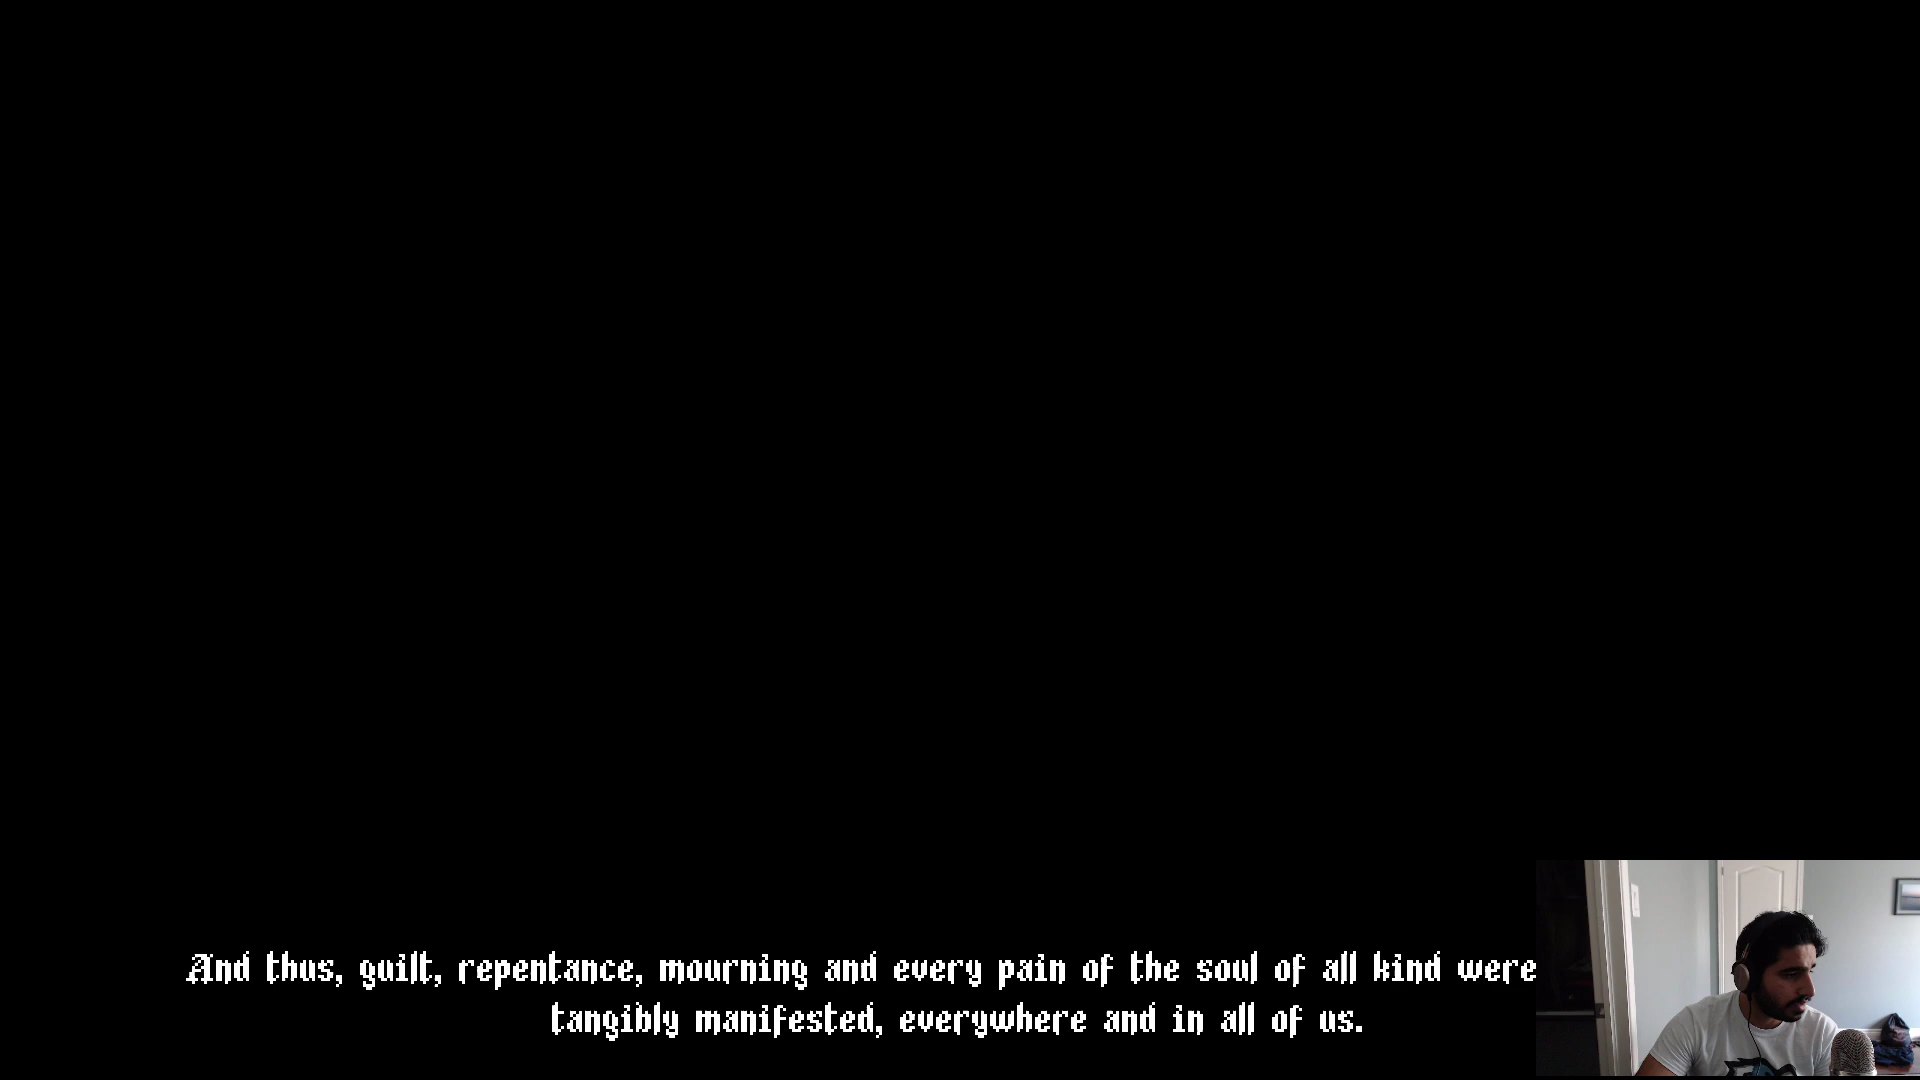 And thus, guilt, repentance, mourning and every pain of the soul of all kind were
tangibly manifested, everywhere and in all of us.